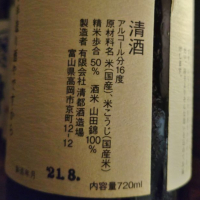 清酒
アルコール分16度
原材料名 米(国産)、米こうじ(国産米)
精米歩合 50% 酒米 山田錦100%
製造者 有限会社 清都酒造場
富山県高岡市京町12-12
内容量720ml
21.8.